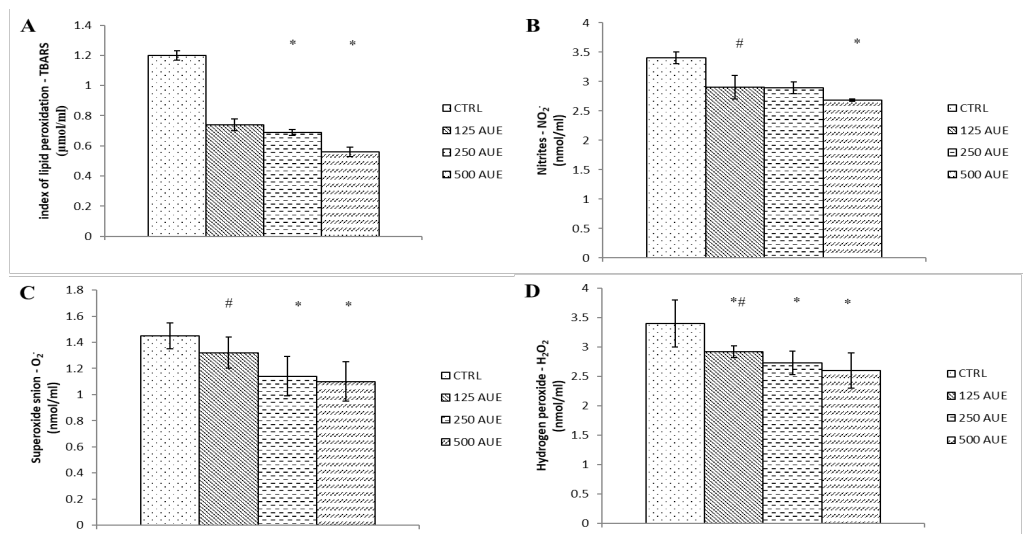 A
index of lipid peroxidation - TBARS
(μmol/ml)
1.4
1.2
1
0.8
0.6
0.4
0.2
0
*
*
CTRL
125 AUE
250 AUE
500 AUE
B
Nitrites - NO₂⁻
(nmol/ml)
4
3.5
3
2.5
2
1.5
1
0.5
0
#
*
CTRL
125 AUE
250 AUE
500 AUE
C
Superoxide snion - O₂⁻
(nmol/ml)
1.8
1.6
1.4
1.2
1
0.8
0.6
0.4
0.2
0
#
*
*
CTRL
125 AUE
250 AUE
500 AUE
D
Hydrogen peroxide - H₂O₂
(nmol/ml)
4
3.5
3
2.5
2
1.5
1
0.5
0
*#
*
*
CTRL
125 AUE
250 AUE
500 AUE